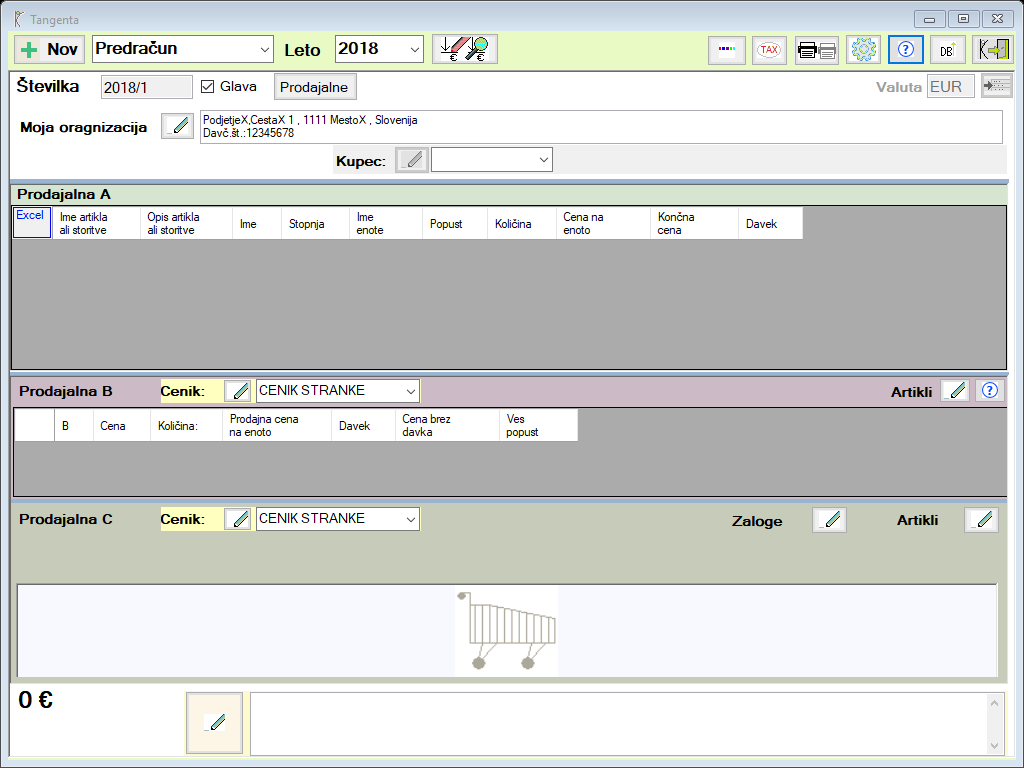 Tangenta
Nov Predračun Leto 2018 € € TAX DB
Številka 2018/1 Glava Prodajalne Valuta EUR
Moja oragnizacija
PodjetjeX,CestaX 1 , 1111 MestoX , Slovenija
Davč.št.:12345678
Kupec:
Prodajalna A
Excel
Ime artikla
ali storitve
Opis artikla
ali storitve
Ime
Stopnja
Ime
enote
Popust
Količina
Cena na
enoto
Končna
cena
Davek
Prodajalna B Cenik: CENIK STRANKE Artikli ?
B
Cena
Količina:
Prodajna cena
na enoto
Davek
Cena brez
davka
Ves
popust
Prodajalna C Cenik: CENIK STRANKE Zaloge Artikli
0 €